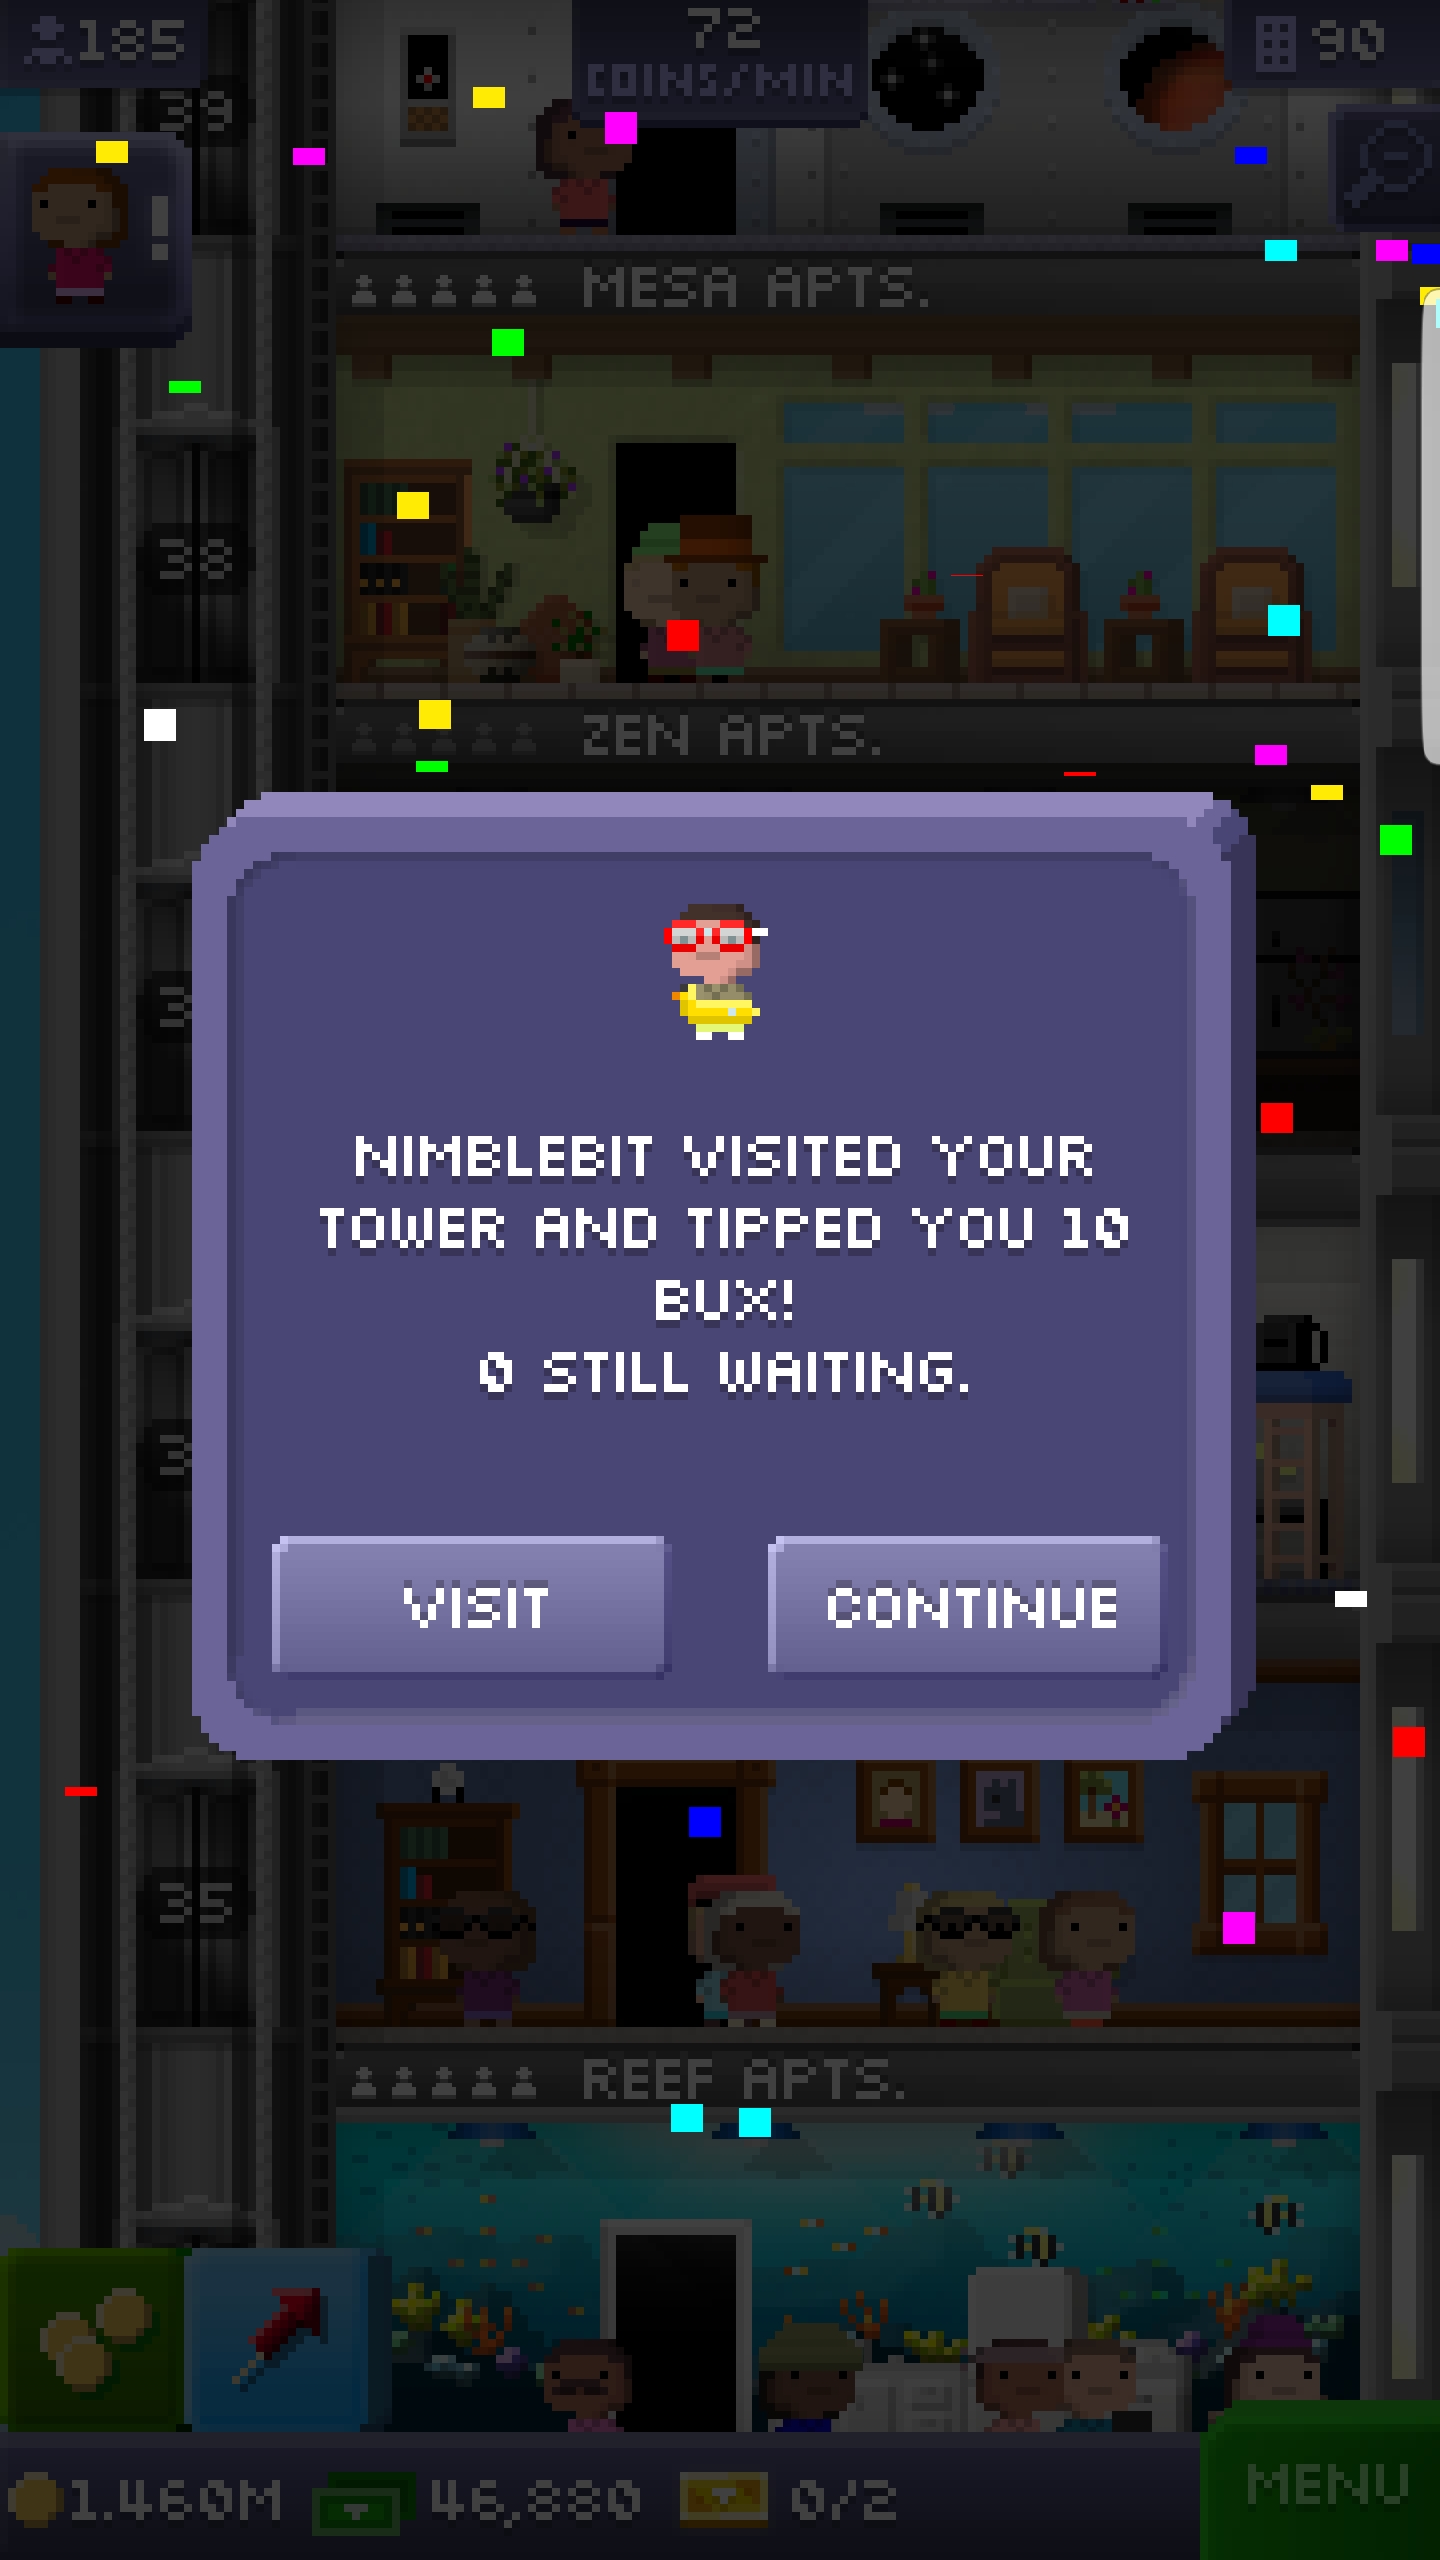 185
72
COINS/MIN
90
39
!
MESA APTS.
38
ZEN APTS.
NIMBLEBIT VISITED YOUR
TOWER AND TIPPED YOU 10
BUX!
0 STILL WAITING.
VISIT
CONTINUE
35
REEF APTS.
1.460M
46,880
0/2
MENU